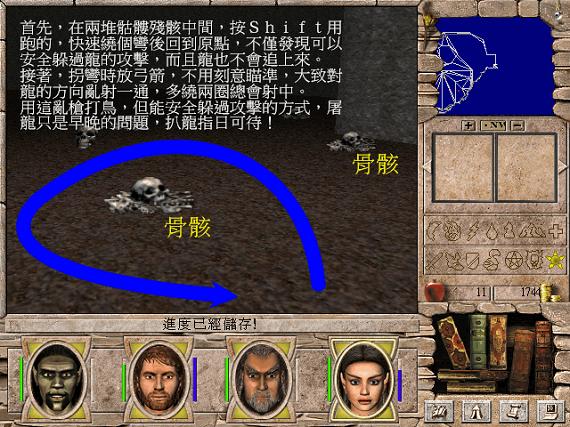 首先，在兩堆骷髏殘骸中間，按Ｓｈｉｆｔ用
跑的，快速繞個彎後回到原點，不僅發現可以
安全躲過龍的攻擊，而且龍也不會追上來。
接著，拐彎時放弓箭，不用刻意瞄準，大致對
龍的方向亂射一通，多繞兩圈總會射中。
用這亂槍打鳥，但能安全躲過攻擊的方式，屠
龍只是早晚的問題，扒龍指日可待！
骨骸
骨骸
NV
11
1744
進度已經儲存!